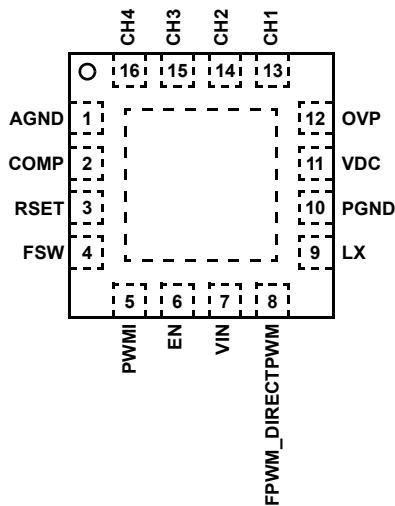 CH4 CH3 CH2 CH1
16 15 14 13
AGND 1 12 OVP
COMP 2 11 VDC
RSET 3 10 PGND
FSW 4 9 LX
5 6 7 8
PWMI EN VIN FPWM_DIRECTPWM